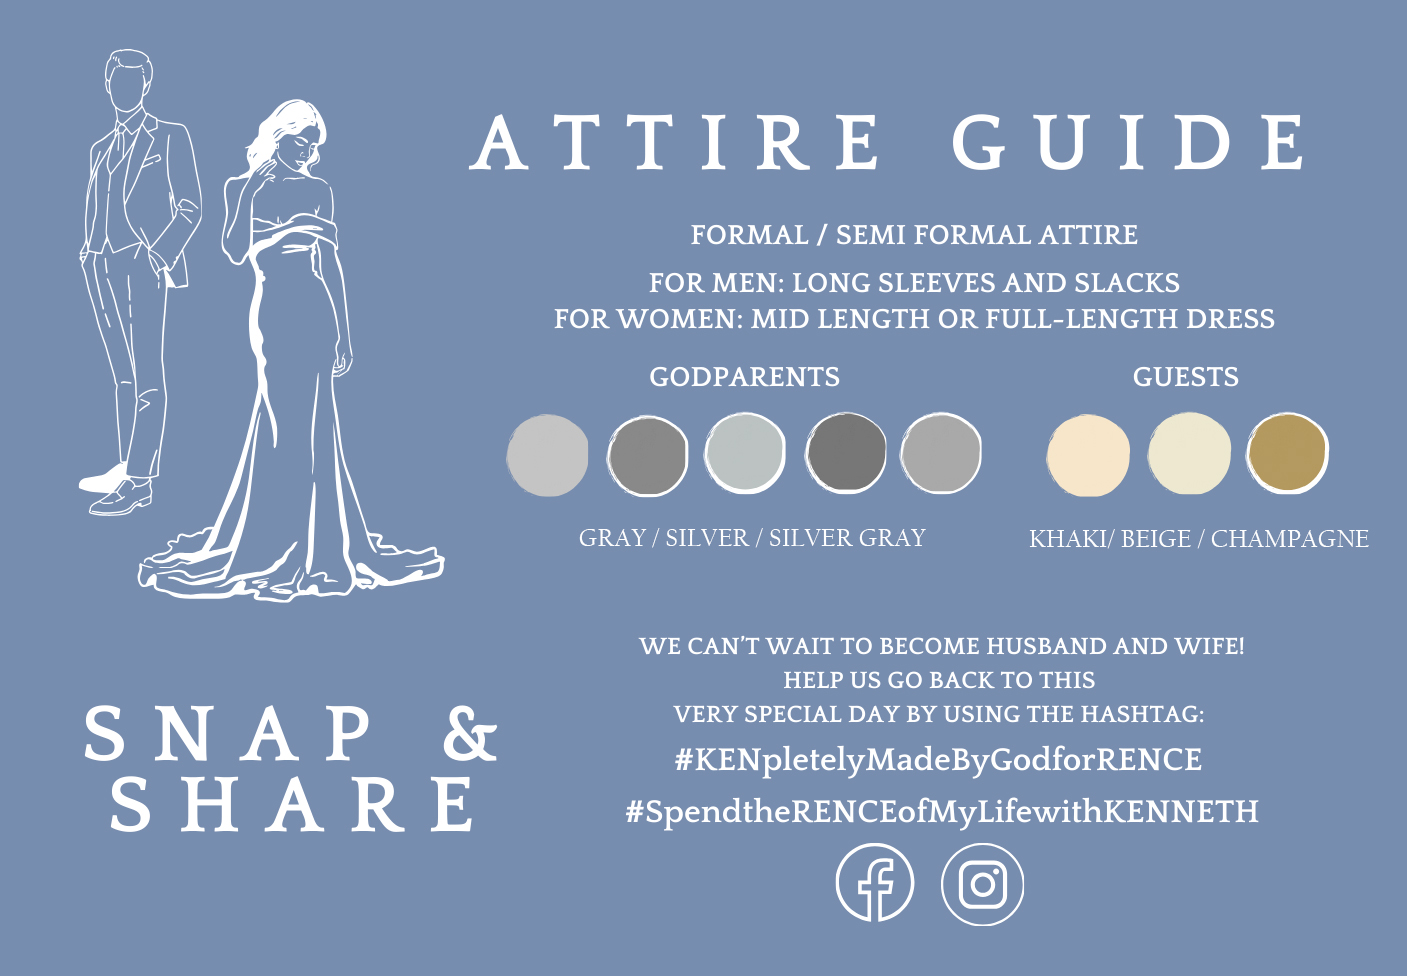 ATTIRE GUIDE
FORMAL / SEMI FORMAL ATTIRE
FOR MEN: LONG SLEEVES AND SLACKS
FOR WOMEN: MID LENGTH OR FULL-LENGTH DRESS
GODPARENTS
GRAY / SILVER / SILVER GRAY
GUESTS
KHAKI/ BEIGE / CHAMPAGNE
SNAP &
SHARE
WE CAN'T WAIT TO BECOME HUSBAND AND WIFE!
HELP US GO BACK TO THIS
VERY SPECIAL DAY BY USING THE HASHTAG:
#KENpletelyMadeByGodforRENCE
#SpendtheRENCEofMyLifewithKENNETH